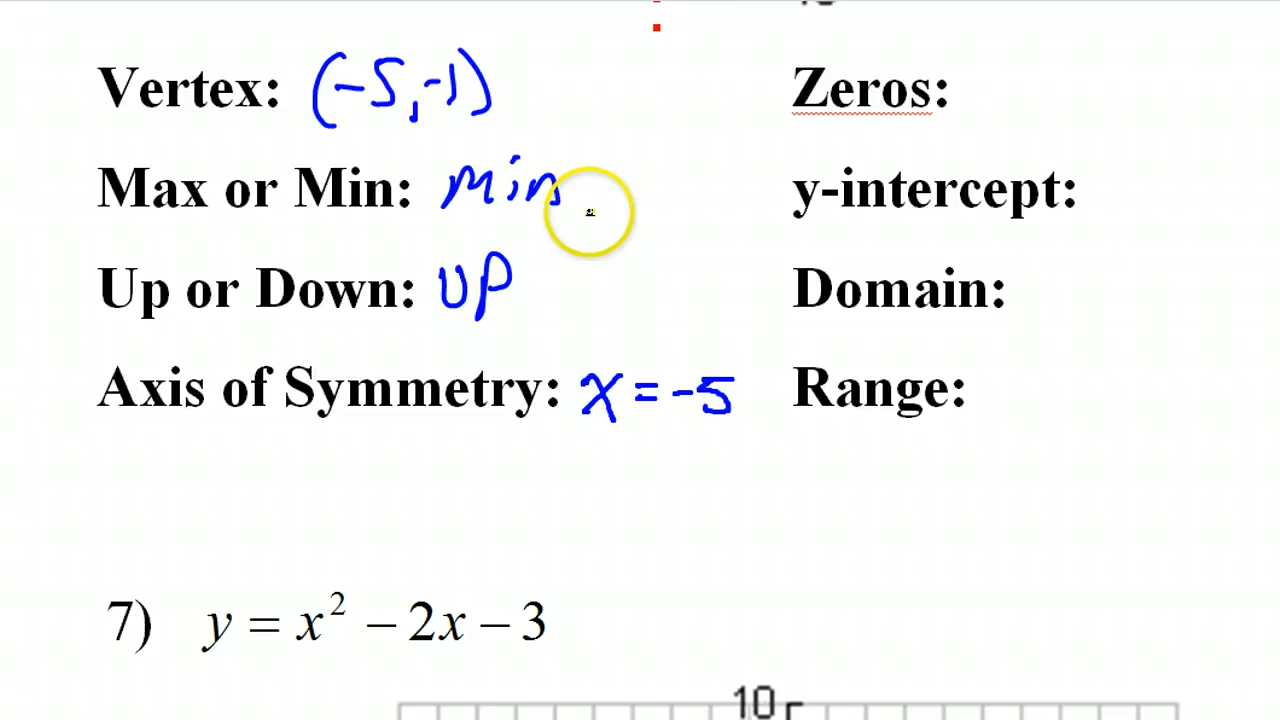 Vertex: (-5,-1)
Max or Min: min
Up or Down: UP
Axis of Symmetry: x = -5
Zeros:
y-intercept:
Domain:
Range:
7) y = x² − 2x − 3
10